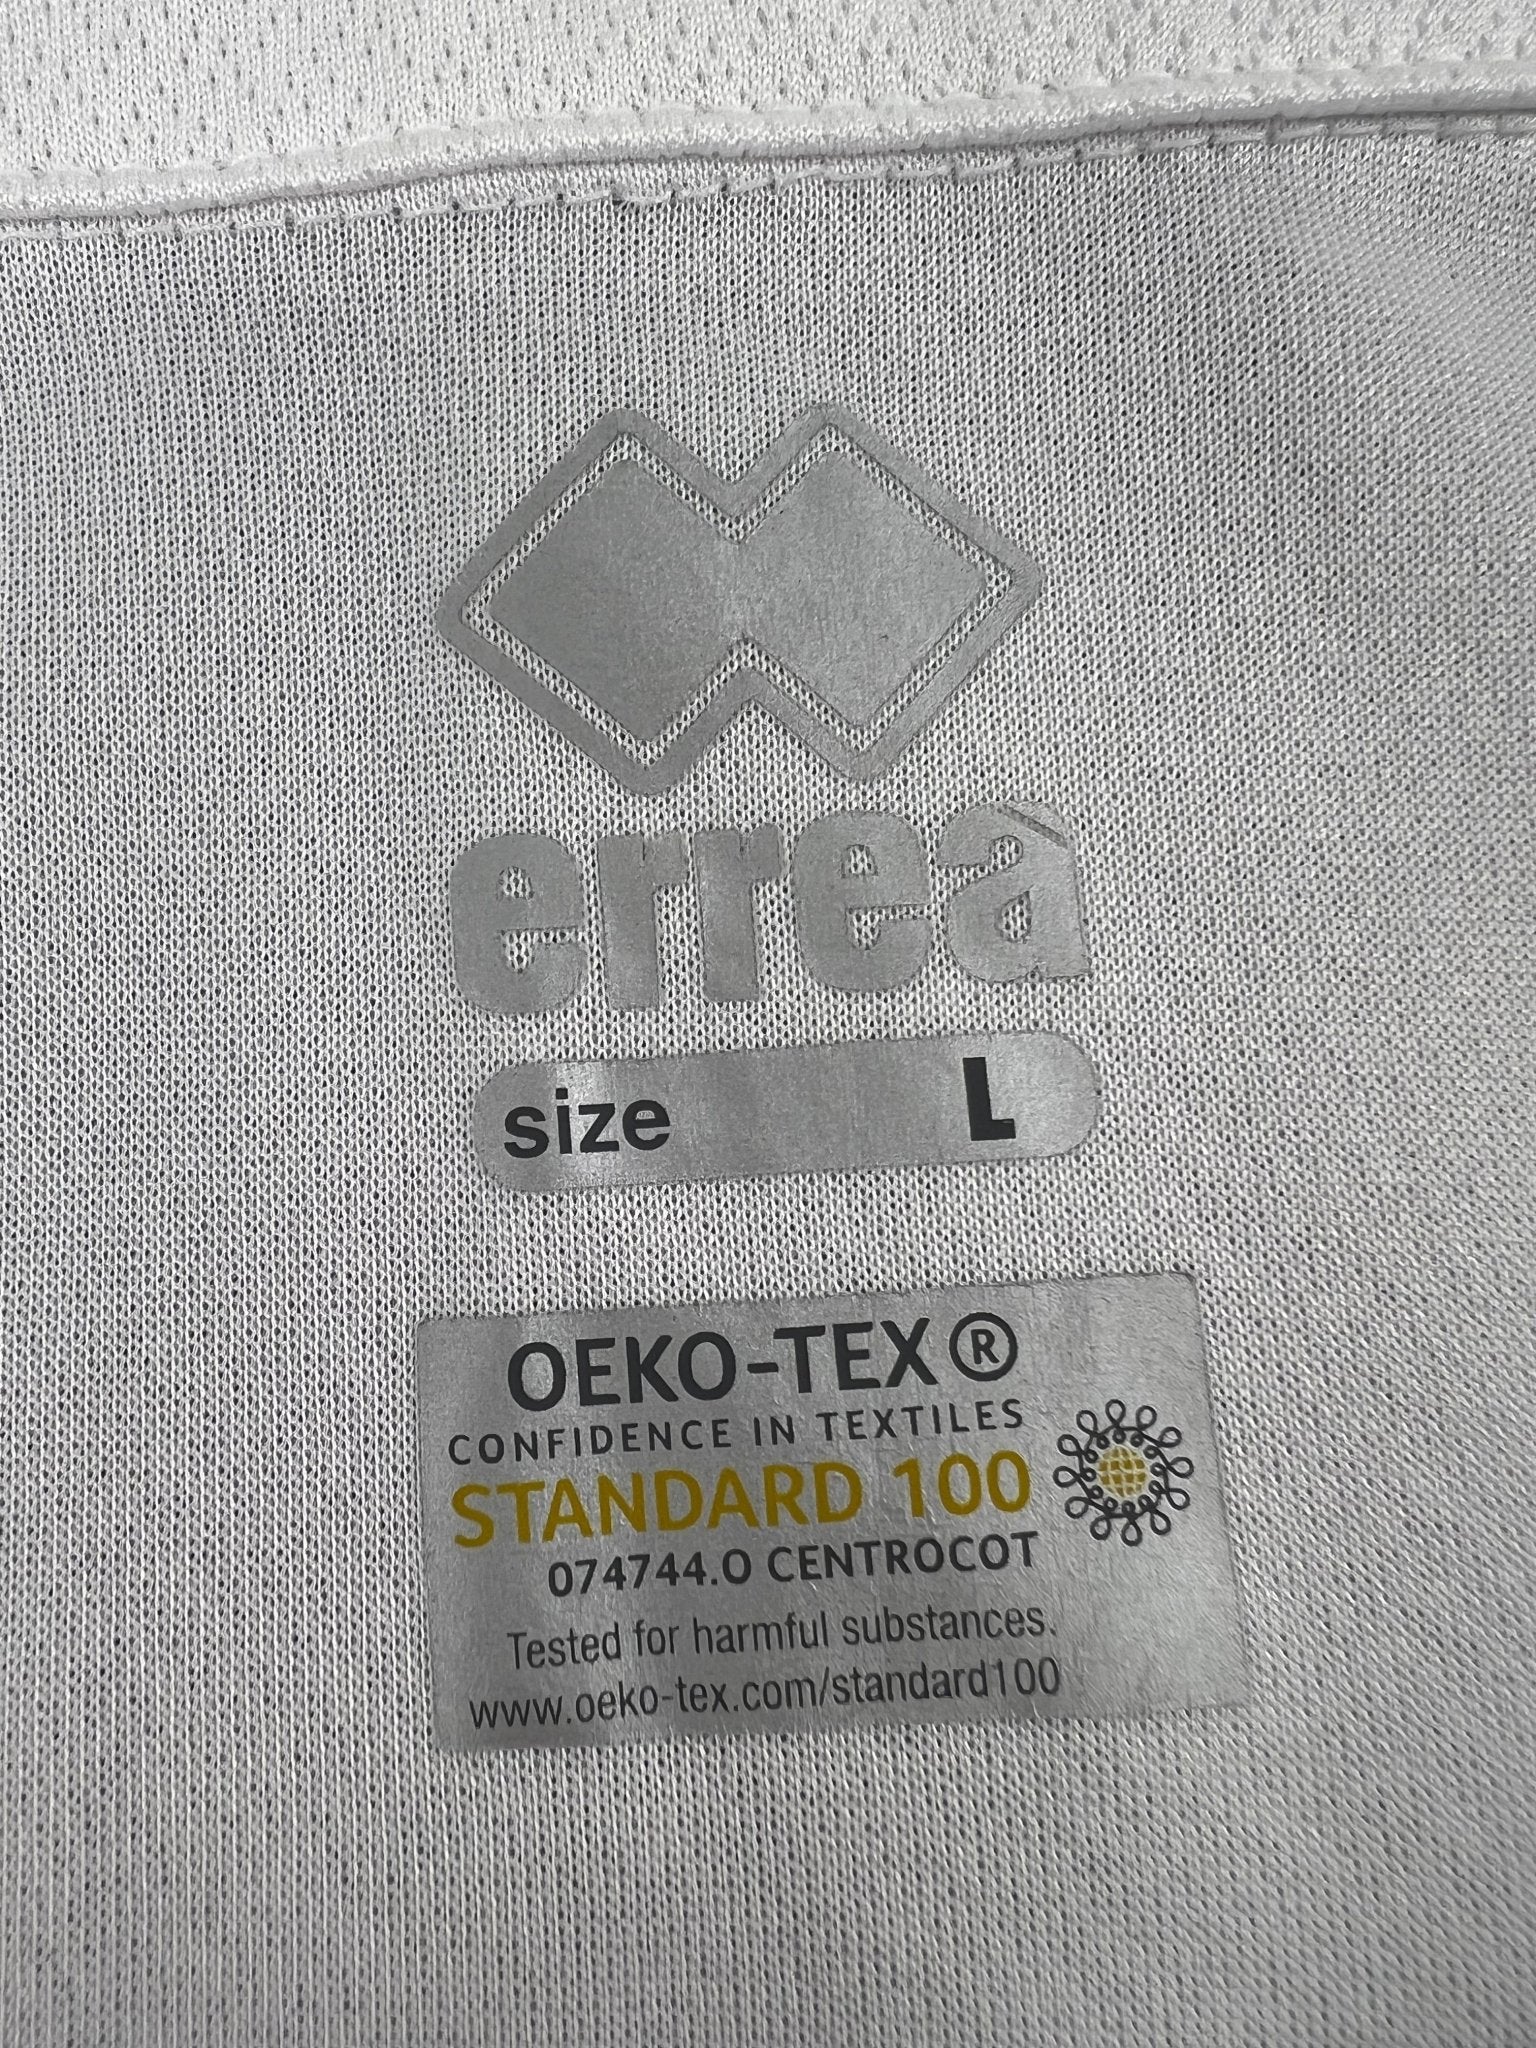 erreà
size L
OEKO-TEX®
CONFIDENCE IN TEXTILES
STANDARD 100
074744.O CENTROCOT
Tested for harmful substances.
www.oeko-tex.com/standard100